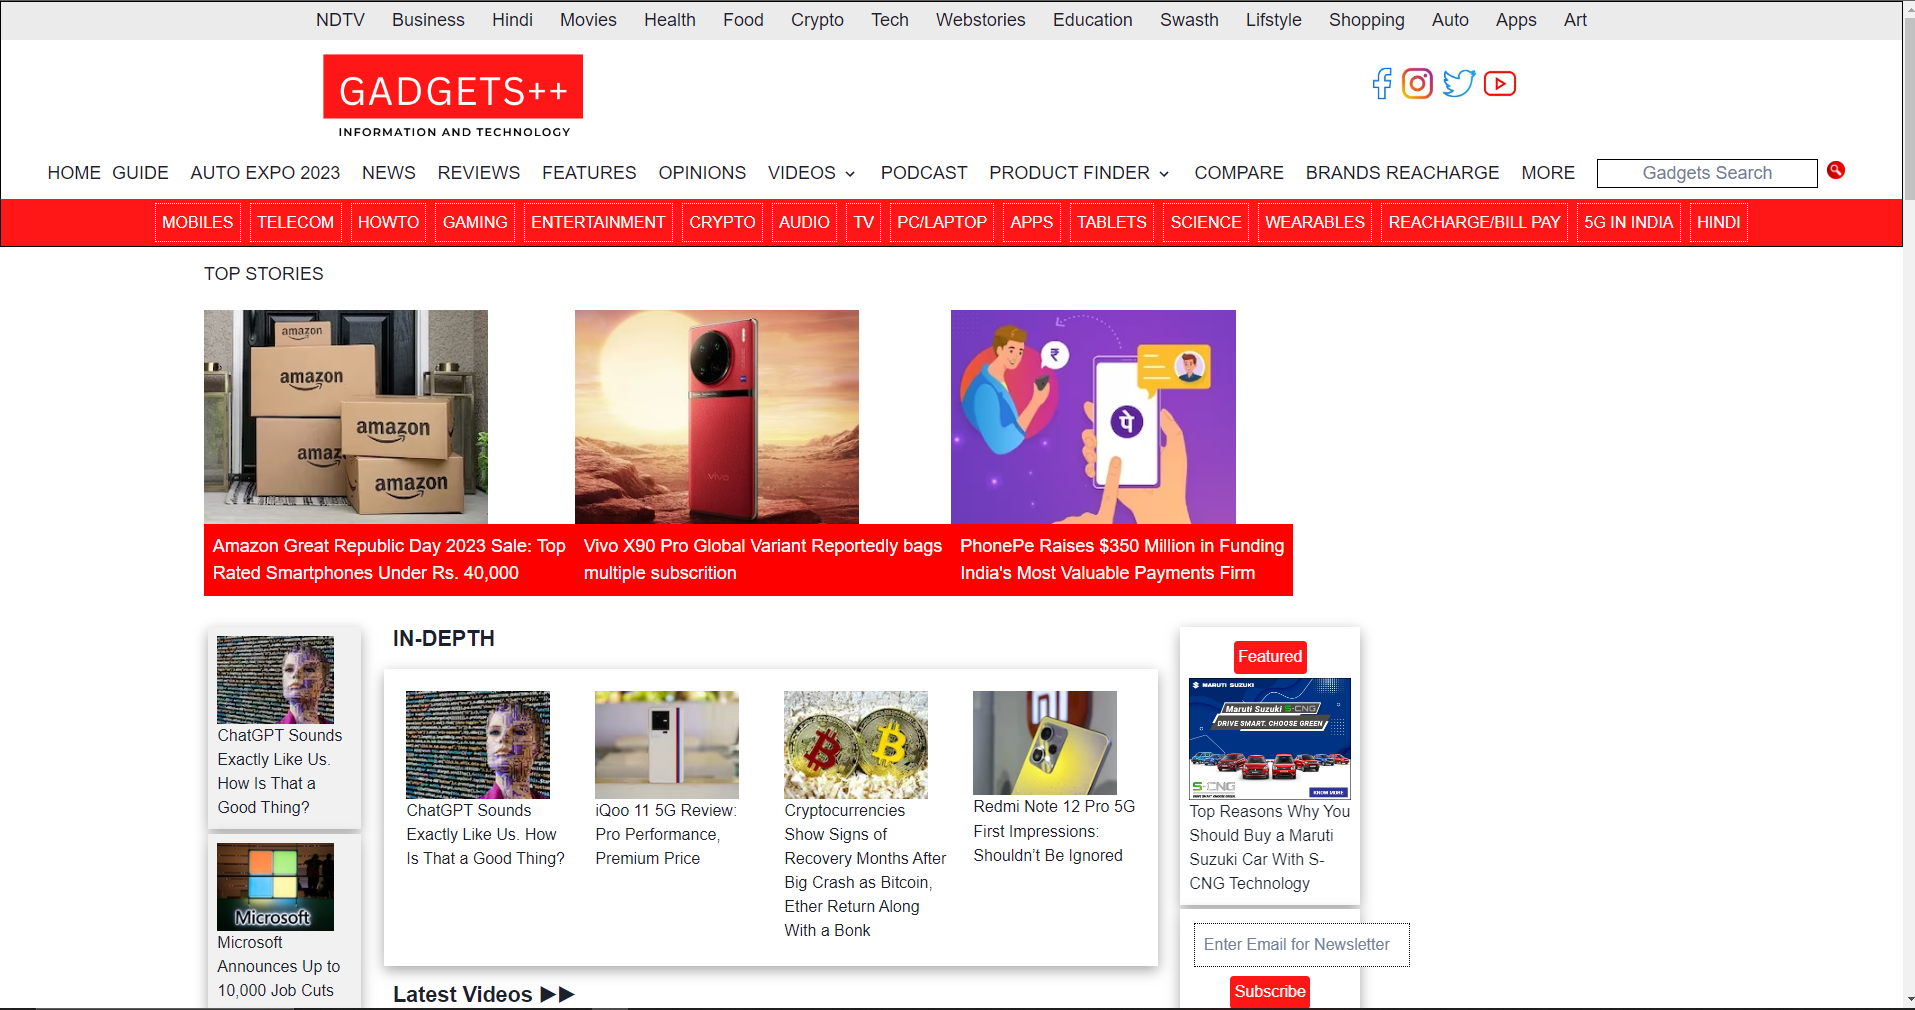 NDTV Business Hindi Movies Health Food Crypto Tech Webstories Education Swasth Lifstyle Shopping Auto Apps Art
GADGETS++
INFORMATION AND TECHNOLOGY
HOME GUIDE AUTO EXPO 2023 NEWS REVIEWS FEATURES OPINIONS VIDEOS PODCAST PRODUCT FINDER COMPARE BRANDS REACHARGE MORE Gadgets Search
MOBILES TELECOM HOWTO GAMING ENTERTAINMENT CRYPTO AUDIO TV PC/LAPTOP APPS TABLETS SCIENCE WEARABLES REACHARGE/BILL PAY 5G IN INDIA HINDI
TOP STORIES
amazon
amazon
amazon
amaz
amazon
vivo
₹
पे
Amazon Great Republic Day 2023 Sale: Top
Rated Smartphones Under Rs. 40,000
Vivo X90 Pro Global Variant Reportedly bags
multiple subscrition
PhonePe Raises $350 Million in Funding
India's Most Valuable Payments Firm
ChatGPT Sounds
Exactly Like Us.
How Is That a
Good Thing?
Microsoft
Microsoft
Announces Up to
10,000 Job Cuts
IN-DEPTH
ChatGPT Sounds
Exactly Like Us. How
Is That a Good Thing?
iQoo 11 5G Review:
Pro Performance,
Premium Price
Cryptocurrencies
Show Signs of
Recovery Months After
Big Crash as Bitcoin,
Ether Return Along
With a Bonk
Redmi Note 12 Pro 5G
First Impressions:
Shouldn’t Be Ignored
Latest Videos ▶▶
Featured
MARUTI SUZUKI
Maruti Suzuki S-CNG
DRIVE SMART. CHOOSE GREEN
S-CNG
KNOW MORE
Top Reasons Why You
Should Buy a Maruti
Suzuki Car With S-
CNG Technology
Enter Email for Newsletter
Subscribe